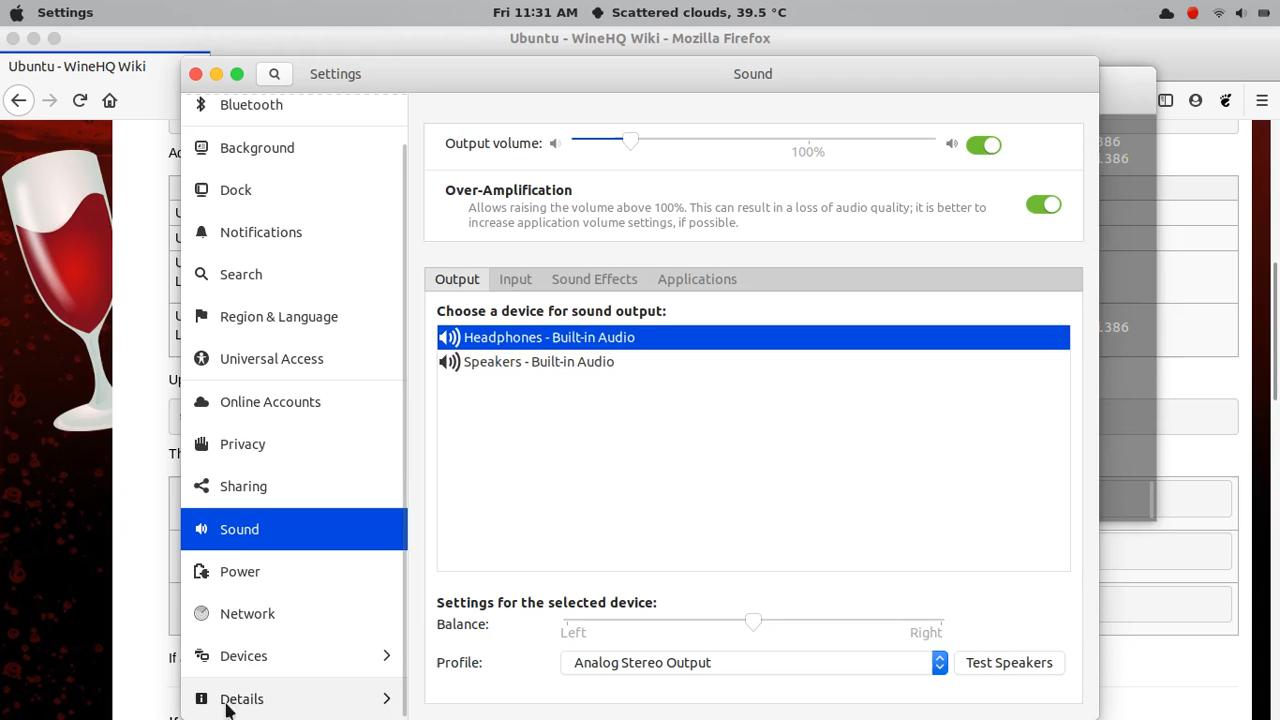 Settings
Fri 11:31 AM
Scattered clouds, 39.5 °C
Ubuntu - WineHQ Wiki - Mozilla Firefox
Ubuntu - WineHQ Wiki
Settings
Sound
Bluetooth
Background
Dock
Notifications
Search
Region & Language
Universal Access
Online Accounts
Privacy
Sharing
Sound
Power
Network
Devices
Details
Output volume:
100%
Over-Amplification
Allows raising the volume above 100%. This can result in a loss of audio quality; it is better to
increase application volume settings, if possible.
Output Input Sound Effects Applications
Choose a device for sound output:
Headphones - Built-in Audio
Speakers - Built-in Audio
Settings for the selected device:
Balance:
Left Right
Profile: Analog Stereo Output Test Speakers
386
.386
.386
If